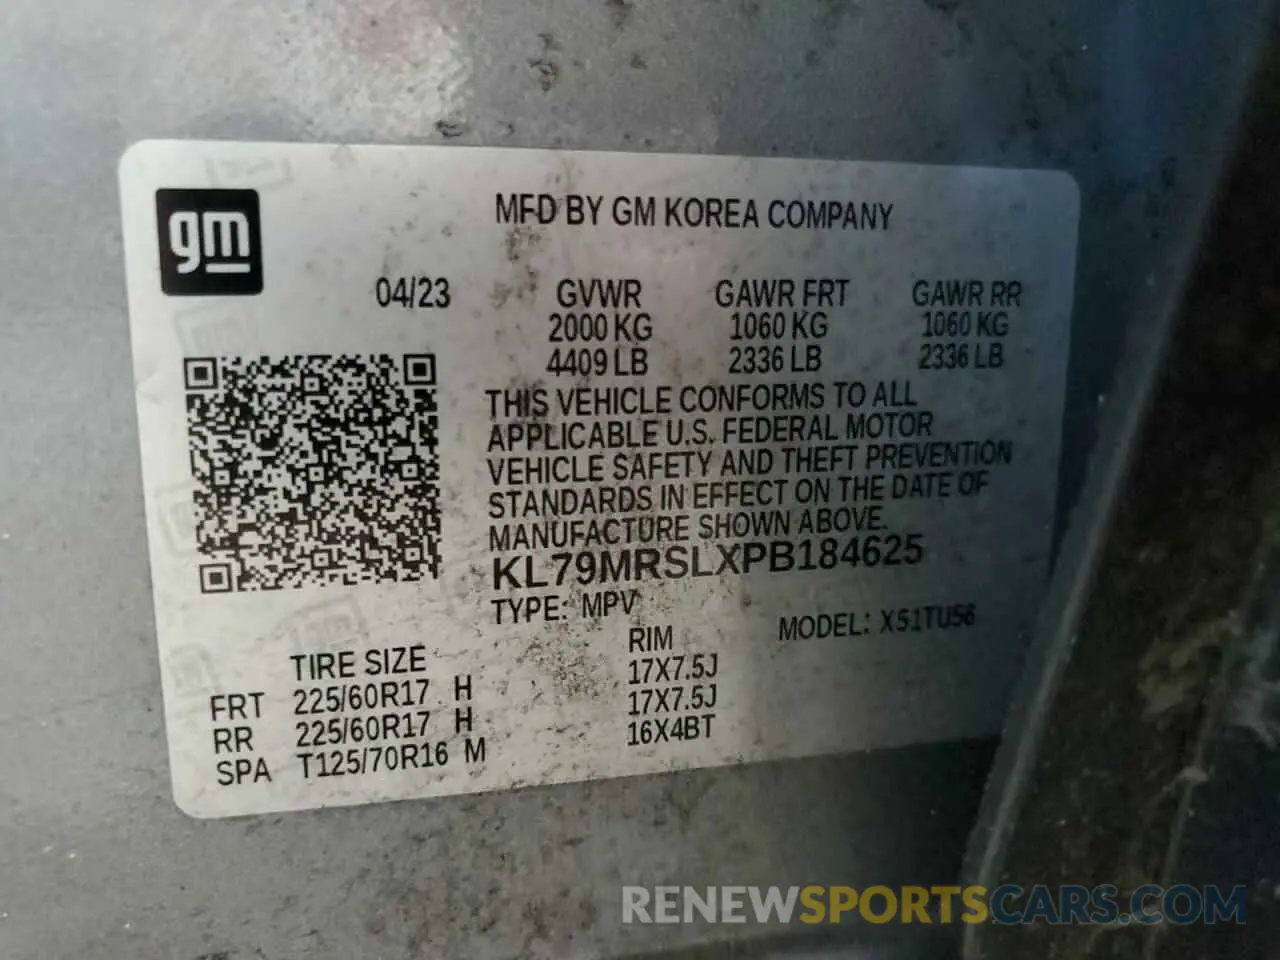 gm
MFD BY GM KOREA COMPANY
04/23 GVWR GAWR FRT GAWR RR
2000 KG 1060 KG 1060 KG
4409 LB 2336 LB 2336 LB
THIS VEHICLE CONFORMS TO ALL
APPLICABLE U.S. FEDERAL MOTOR
VEHICLE SAFETY AND THEFT PREVENTION
STANDARDS IN EFFECT ON THE DATE OF
MANUFACTURE SHOWN ABOVE.
KL79MRSLXPB184625
TYPE: MPV MODEL: X51TU56
TIRE SIZE RIM
FRT 225/60R17 H 17X7.5J
RR 225/60R17 H 17X7.5J
SPA T125/70R16 M 16X4BT
RENEWSPORTSCARS.COM